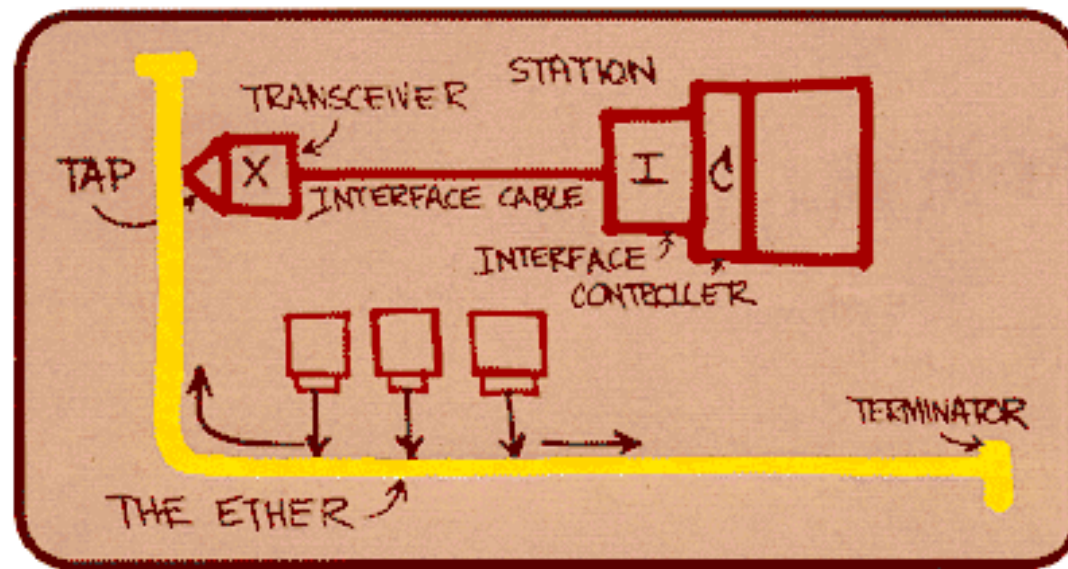 STATION
TRANSCEIVER
TAP
X
I
C
INTERFACE CABLE
INTERFACE
CONTROLLER
TERMINATOR
THE ETHER